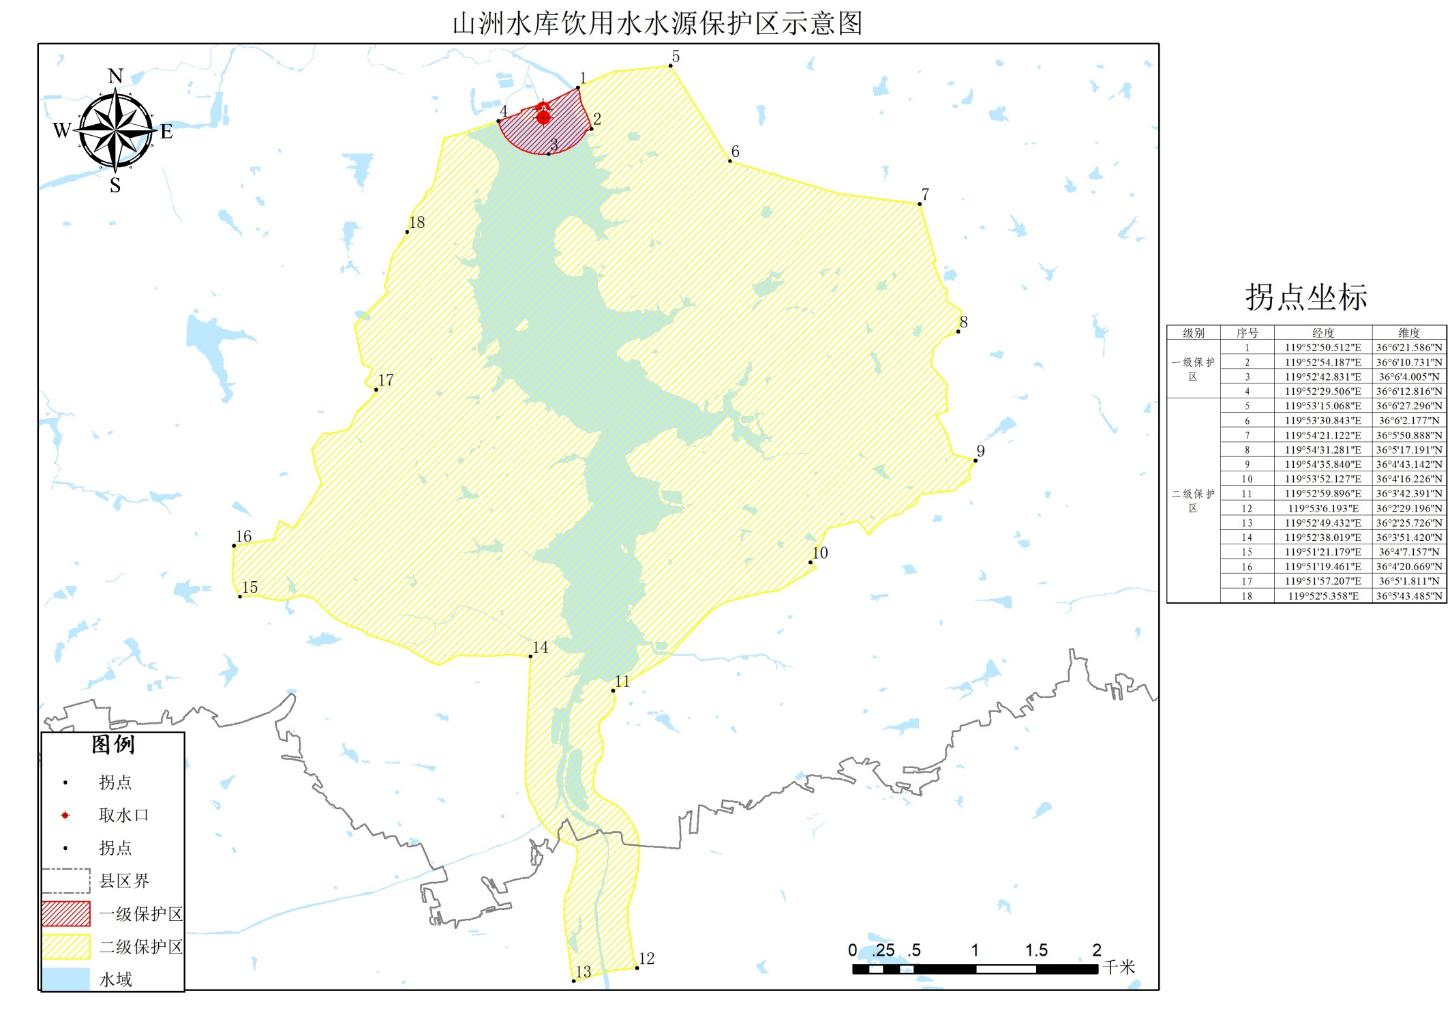 山洲水库饮用水水源保护区示意图
N
W E
S
1
2
3
4
5
6
7
8
9
10
11
12
13
14
15
16
17
18
图例
拐点
取水口
拐点
县区界
一级保护区
二级保护区
水域
0 .25 .5 1 1.5 2
千米
拐点坐标
级别 序号 经度 维度
一级保护区
1 119°52'50.512"E 36°6'21.586"N
2 119°52'54.187"E 36°6'10.731"N
3 119°52'42.831"E 36°6'4.005"N
4 119°52'29.506"E 36°6'12.816"N
二级保护区
5 119°53'15.068"E 36°6'27.296"N
6 119°53'30.843"E 36°6'2.177"N
7 119°54'21.122"E 36°5'50.888"N
8 119°54'31.281"E 36°5'17.191"N
9 119°54'35.840"E 36°4'43.142"N
10 119°53'52.127"E 36°4'16.226"N
11 119°52'59.896"E 36°3'42.391"N
12 119°53'6.193"E 36°2'29.196"N
13 119°52'49.432"E 36°2'25.726"N
14 119°52'38.019"E 36°3'51.420"N
15 119°51'21.179"E 36°4'7.157"N
16 119°51'19.461"E 36°4'20.669"N
17 119°51'57.207"E 36°5'1.811"N
18 119°52'5.358"E 36°5'43.485"N